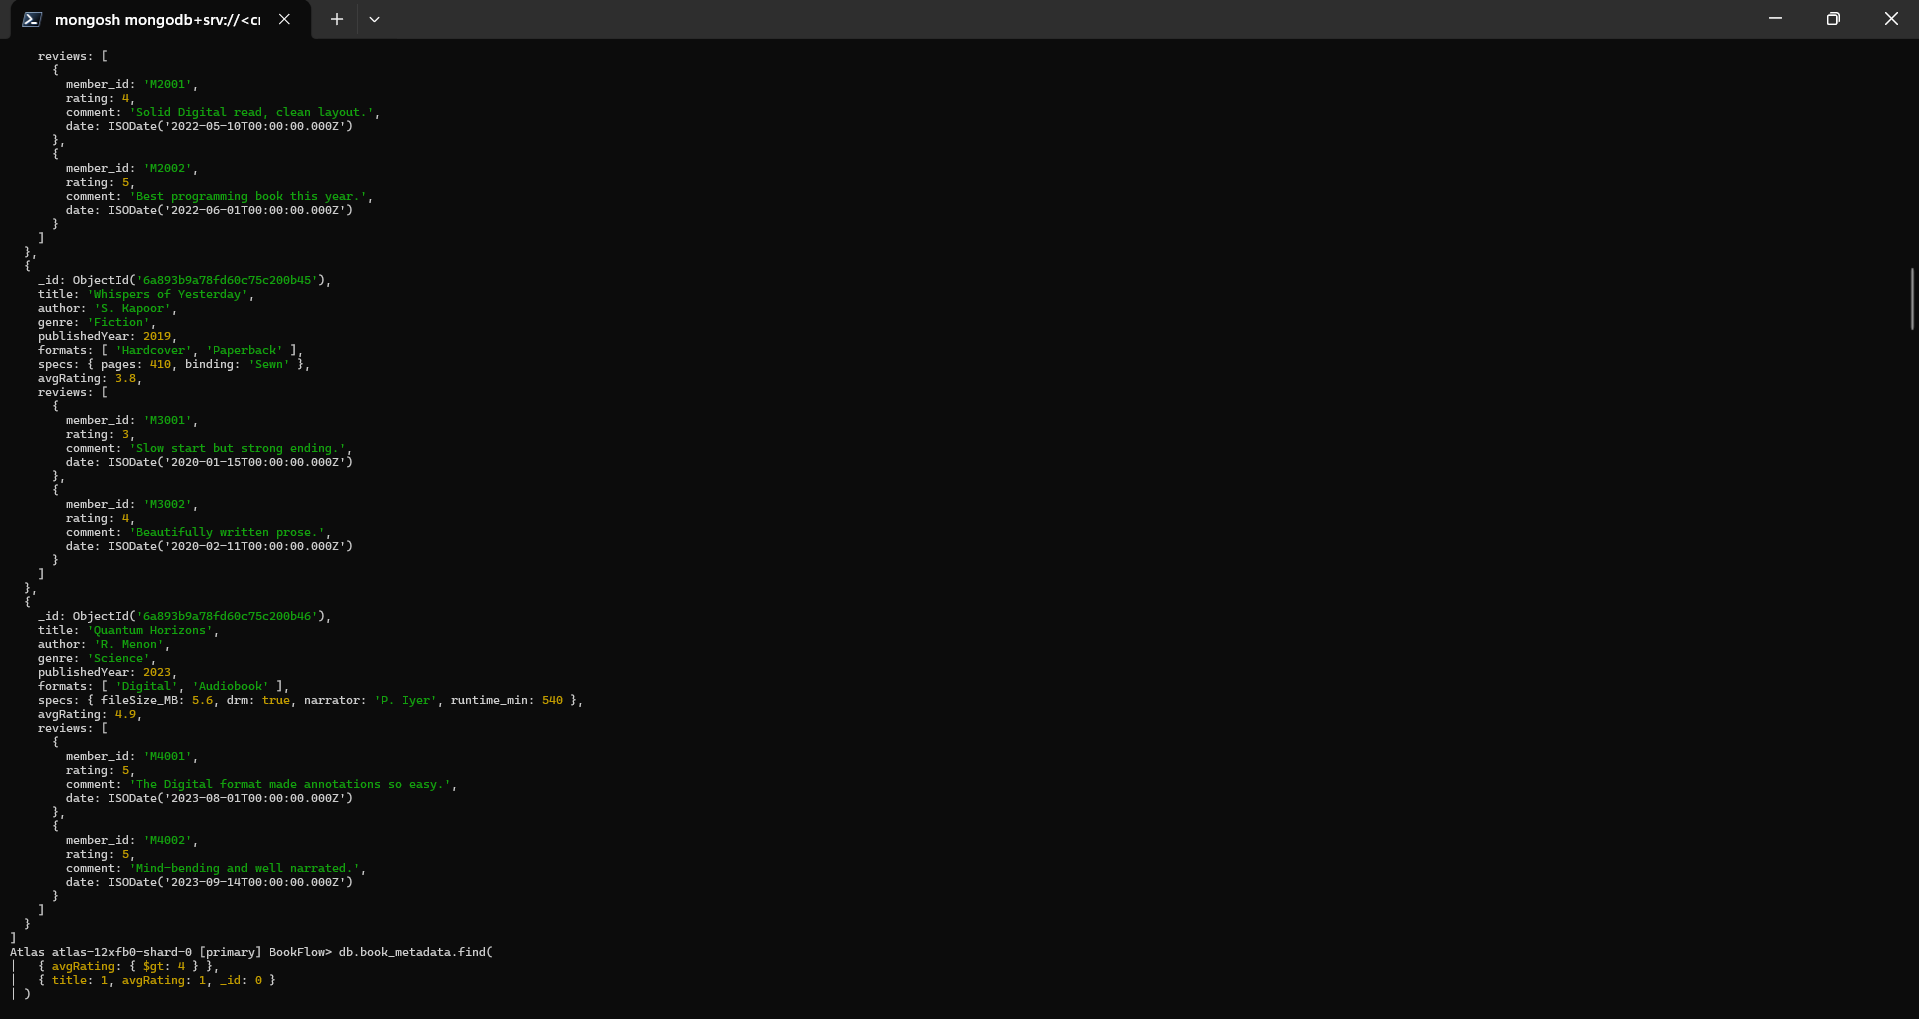 mongosh mongodb+srv://<cr
    reviews: [
      {
        member_id: 'M2001',
        rating: 4,
        comment: 'Solid Digital read, clean layout.',
        date: ISODate('2022-05-10T00:00:00.000Z')
      },
      {
        member_id: 'M2002',
        rating: 5,
        comment: 'Best programming book this year.',
        date: ISODate('2022-06-01T00:00:00.000Z')
      }
    ]
  },
  {
    _id: ObjectId('6a893b9a78fd60c75c200b45'),
    title: 'Whispers of Yesterday',
    author: 'S. Kapoor',
    genre: 'Fiction',
    publishedYear: 2019,
    formats: [ 'Hardcover', 'Paperback' ],
    specs: { pages: 410, binding: 'Sewn' },
    avgRating: 3.8,
    reviews: [
      {
        member_id: 'M3001',
        rating: 3,
        comment: 'Slow start but strong ending.',
        date: ISODate('2020-01-15T00:00:00.000Z')
      },
      {
        member_id: 'M3002',
        rating: 4,
        comment: 'Beautifully written prose.',
        date: ISODate('2020-02-11T00:00:00.000Z')
      }
    ]
  },
  {
    _id: ObjectId('6a893b9a78fd60c75c200b46'),
    title: 'Quantum Horizons',
    author: 'R. Menon',
    genre: 'Science',
    publishedYear: 2023,
    formats: [ 'Digital', 'Audiobook' ],
    specs: { fileSize_MB: 5.6, drm: true, narrator: 'P. Iyer', runtime_min: 540 },
    avgRating: 4.9,
    reviews: [
      {
        member_id: 'M4001',
        rating: 5,
        comment: 'The Digital format made annotations so easy.',
        date: ISODate('2023-08-01T00:00:00.000Z')
      },
      {
        member_id: 'M4002',
        rating: 5,
        comment: 'Mind-bending and well narrated.',
        date: ISODate('2023-09-14T00:00:00.000Z')
      }
    ]
  }
]
Atlas atlas-12xfb0-shard-0 [primary] BookFlow> db.book_metadata.find(
|   { avgRating: { $gt: 4 } },
|   { title: 1, avgRating: 1, _id: 0 }
| )